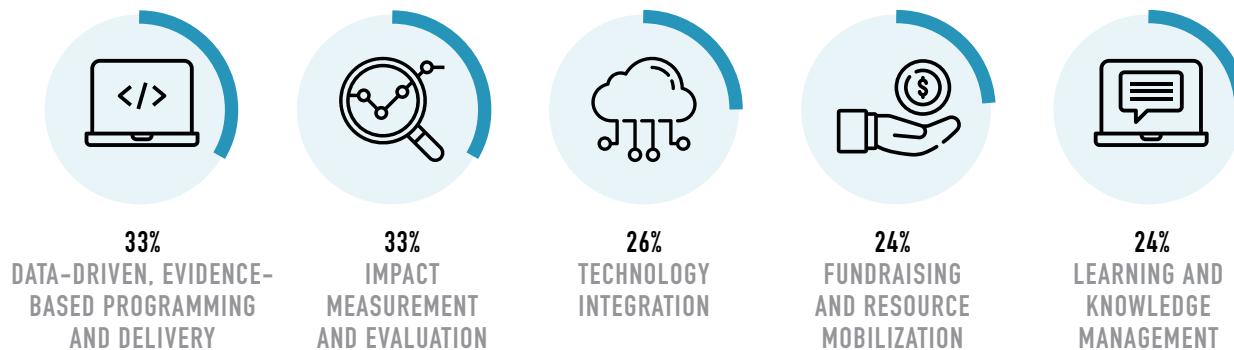 </>
$
33%
DATA-DRIVEN, EVIDENCE-
BASED PROGRAMMING
AND DELIVERY
33%
IMPACT
MEASUREMENT
AND EVALUATION
26%
TECHNOLOGY
INTEGRATION
24%
FUNDRAISING
AND RESOURCE
MOBILIZATION
24%
LEARNING AND
KNOWLEDGE
MANAGEMENT